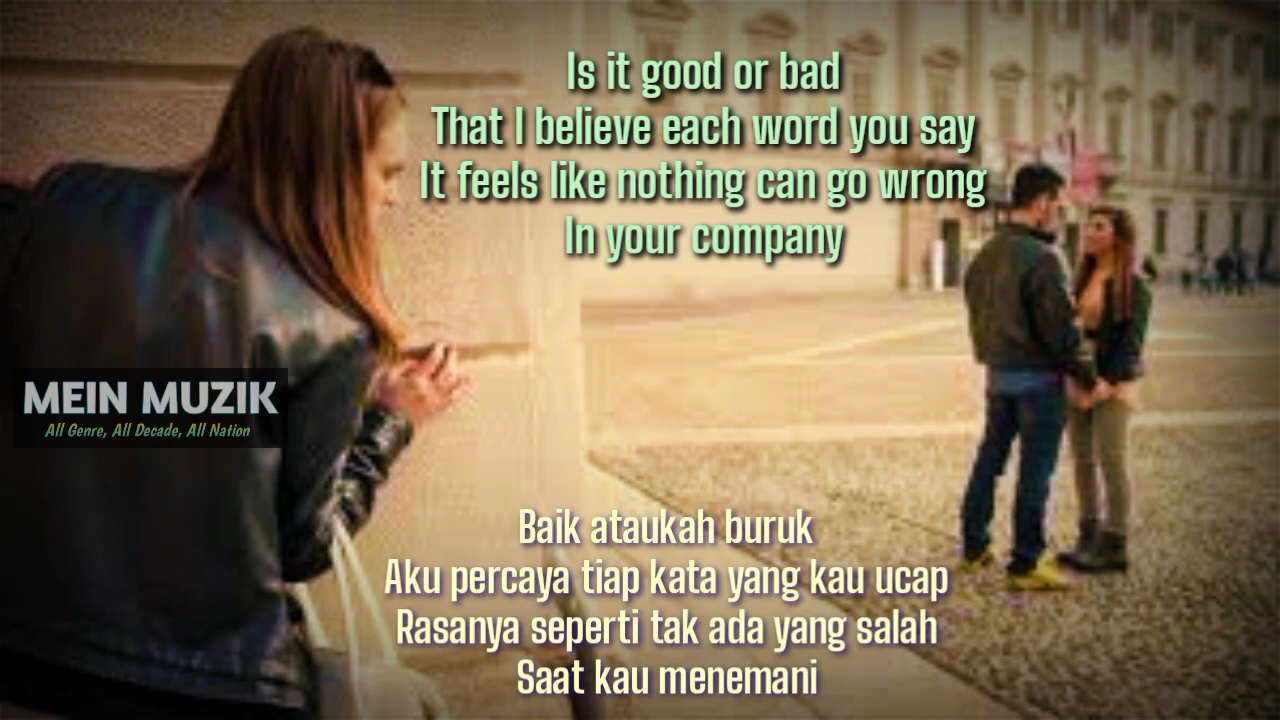 Is it good or bad
That I believe each word you say
It feels like nothing can go wrong
In your company
MEIN MUZIK
All Genre, All Decade, All Nation
Baik ataukah buruk
Aku percaya tiap kata yang kau ucap
Rasanya seperti tak ada yang salah
Saat kau menemani